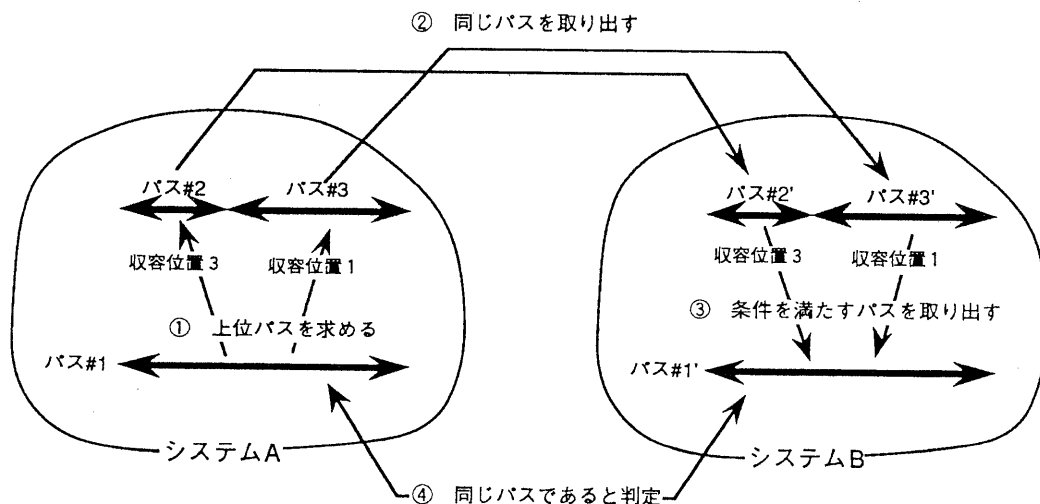 ② 同じパスを取り出す
パス#2 パス#3
収容位置3 収容位置1
① 上位パスを求める
パス#1
システムA
パス#2' パス#3'
収容位置3 収容位置1
③ 条件を満たすパスを取り出す
パス#1'
システムB
④ 同じパスであると判定